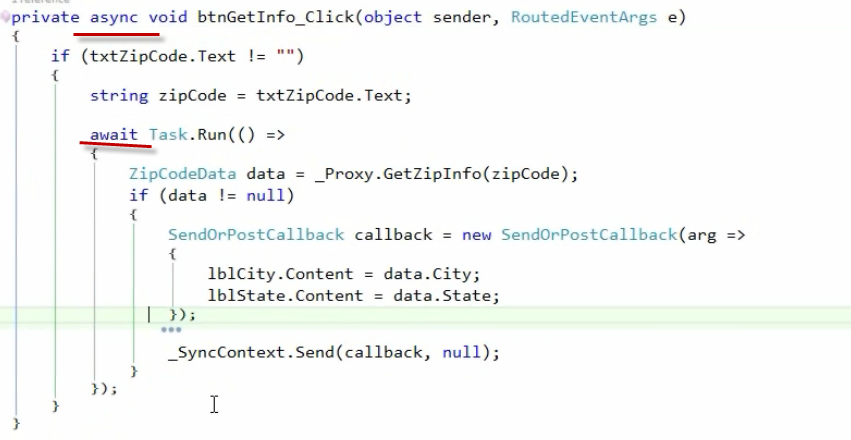 private async void btnGetInfo_Click(object sender, RoutedEventArgs e)
{
if (txtZipCode.Text != "")
{
string zipCode = txtZipCode.Text;
await Task.Run(() =>
{
ZipCodeData data = _Proxy.GetZipInfo(zipCode);
if (data != null)
{
SendOrPostCallback callback = new SendOrPostCallback(arg =>
{
lblCity.Content = data.City;
lblState.Content = data.State;
});
_SyncContext.Send(callback, null);
}
});
}
}